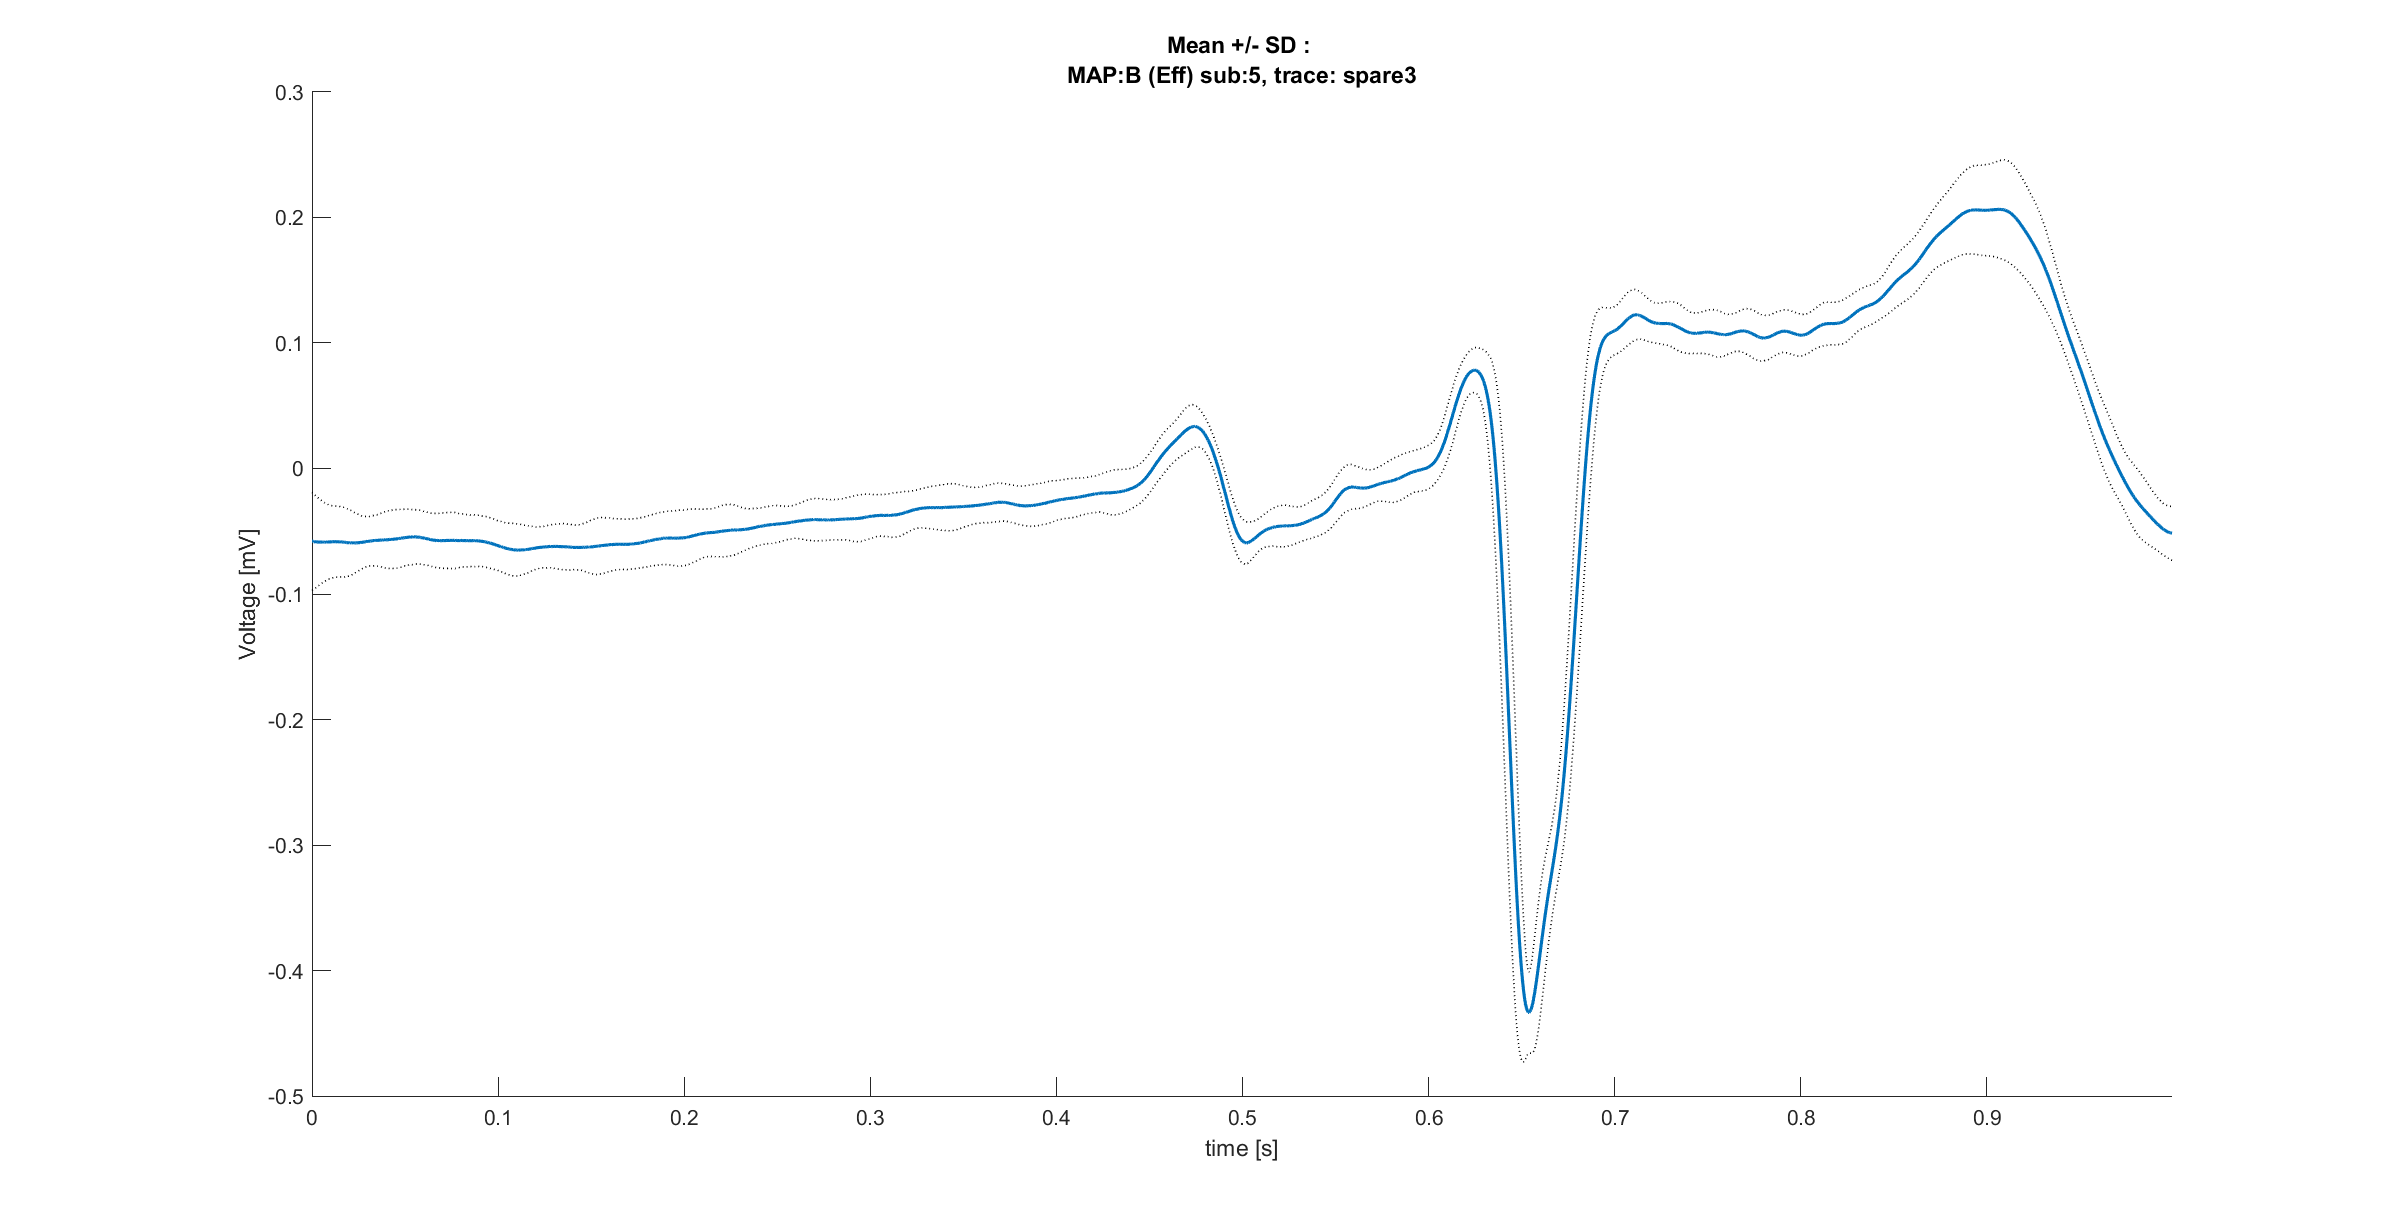 Mean +/- SD :
MAP:B (Eff) sub:5, trace: spare3
0.3
0.2
0.1
0
-0.1
-0.2
-0.3
-0.4
-0.5
Voltage [mV]
0 0.1 0.2 0.3 0.4 0.5 0.6 0.7 0.8 0.9
time [s]